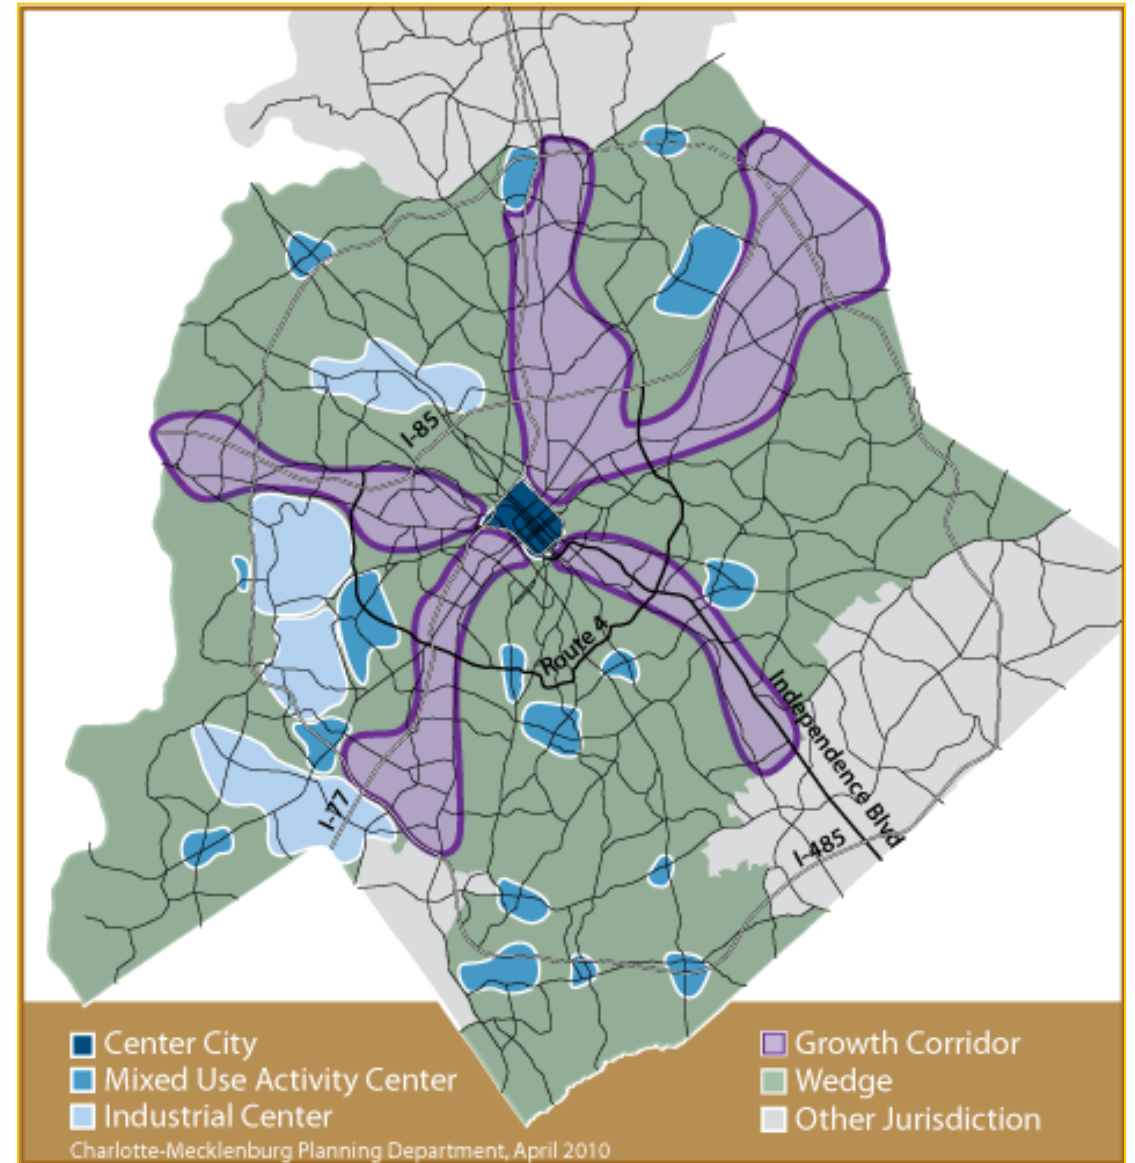 I-85
Route 4
Independence Blvd
I-77
I-485
Center City
Mixed Use Activity Center
Industrial Center
Growth Corridor
Wedge
Other Jurisdiction
Charlotte-Mecklenburg Planning Department, April 2010